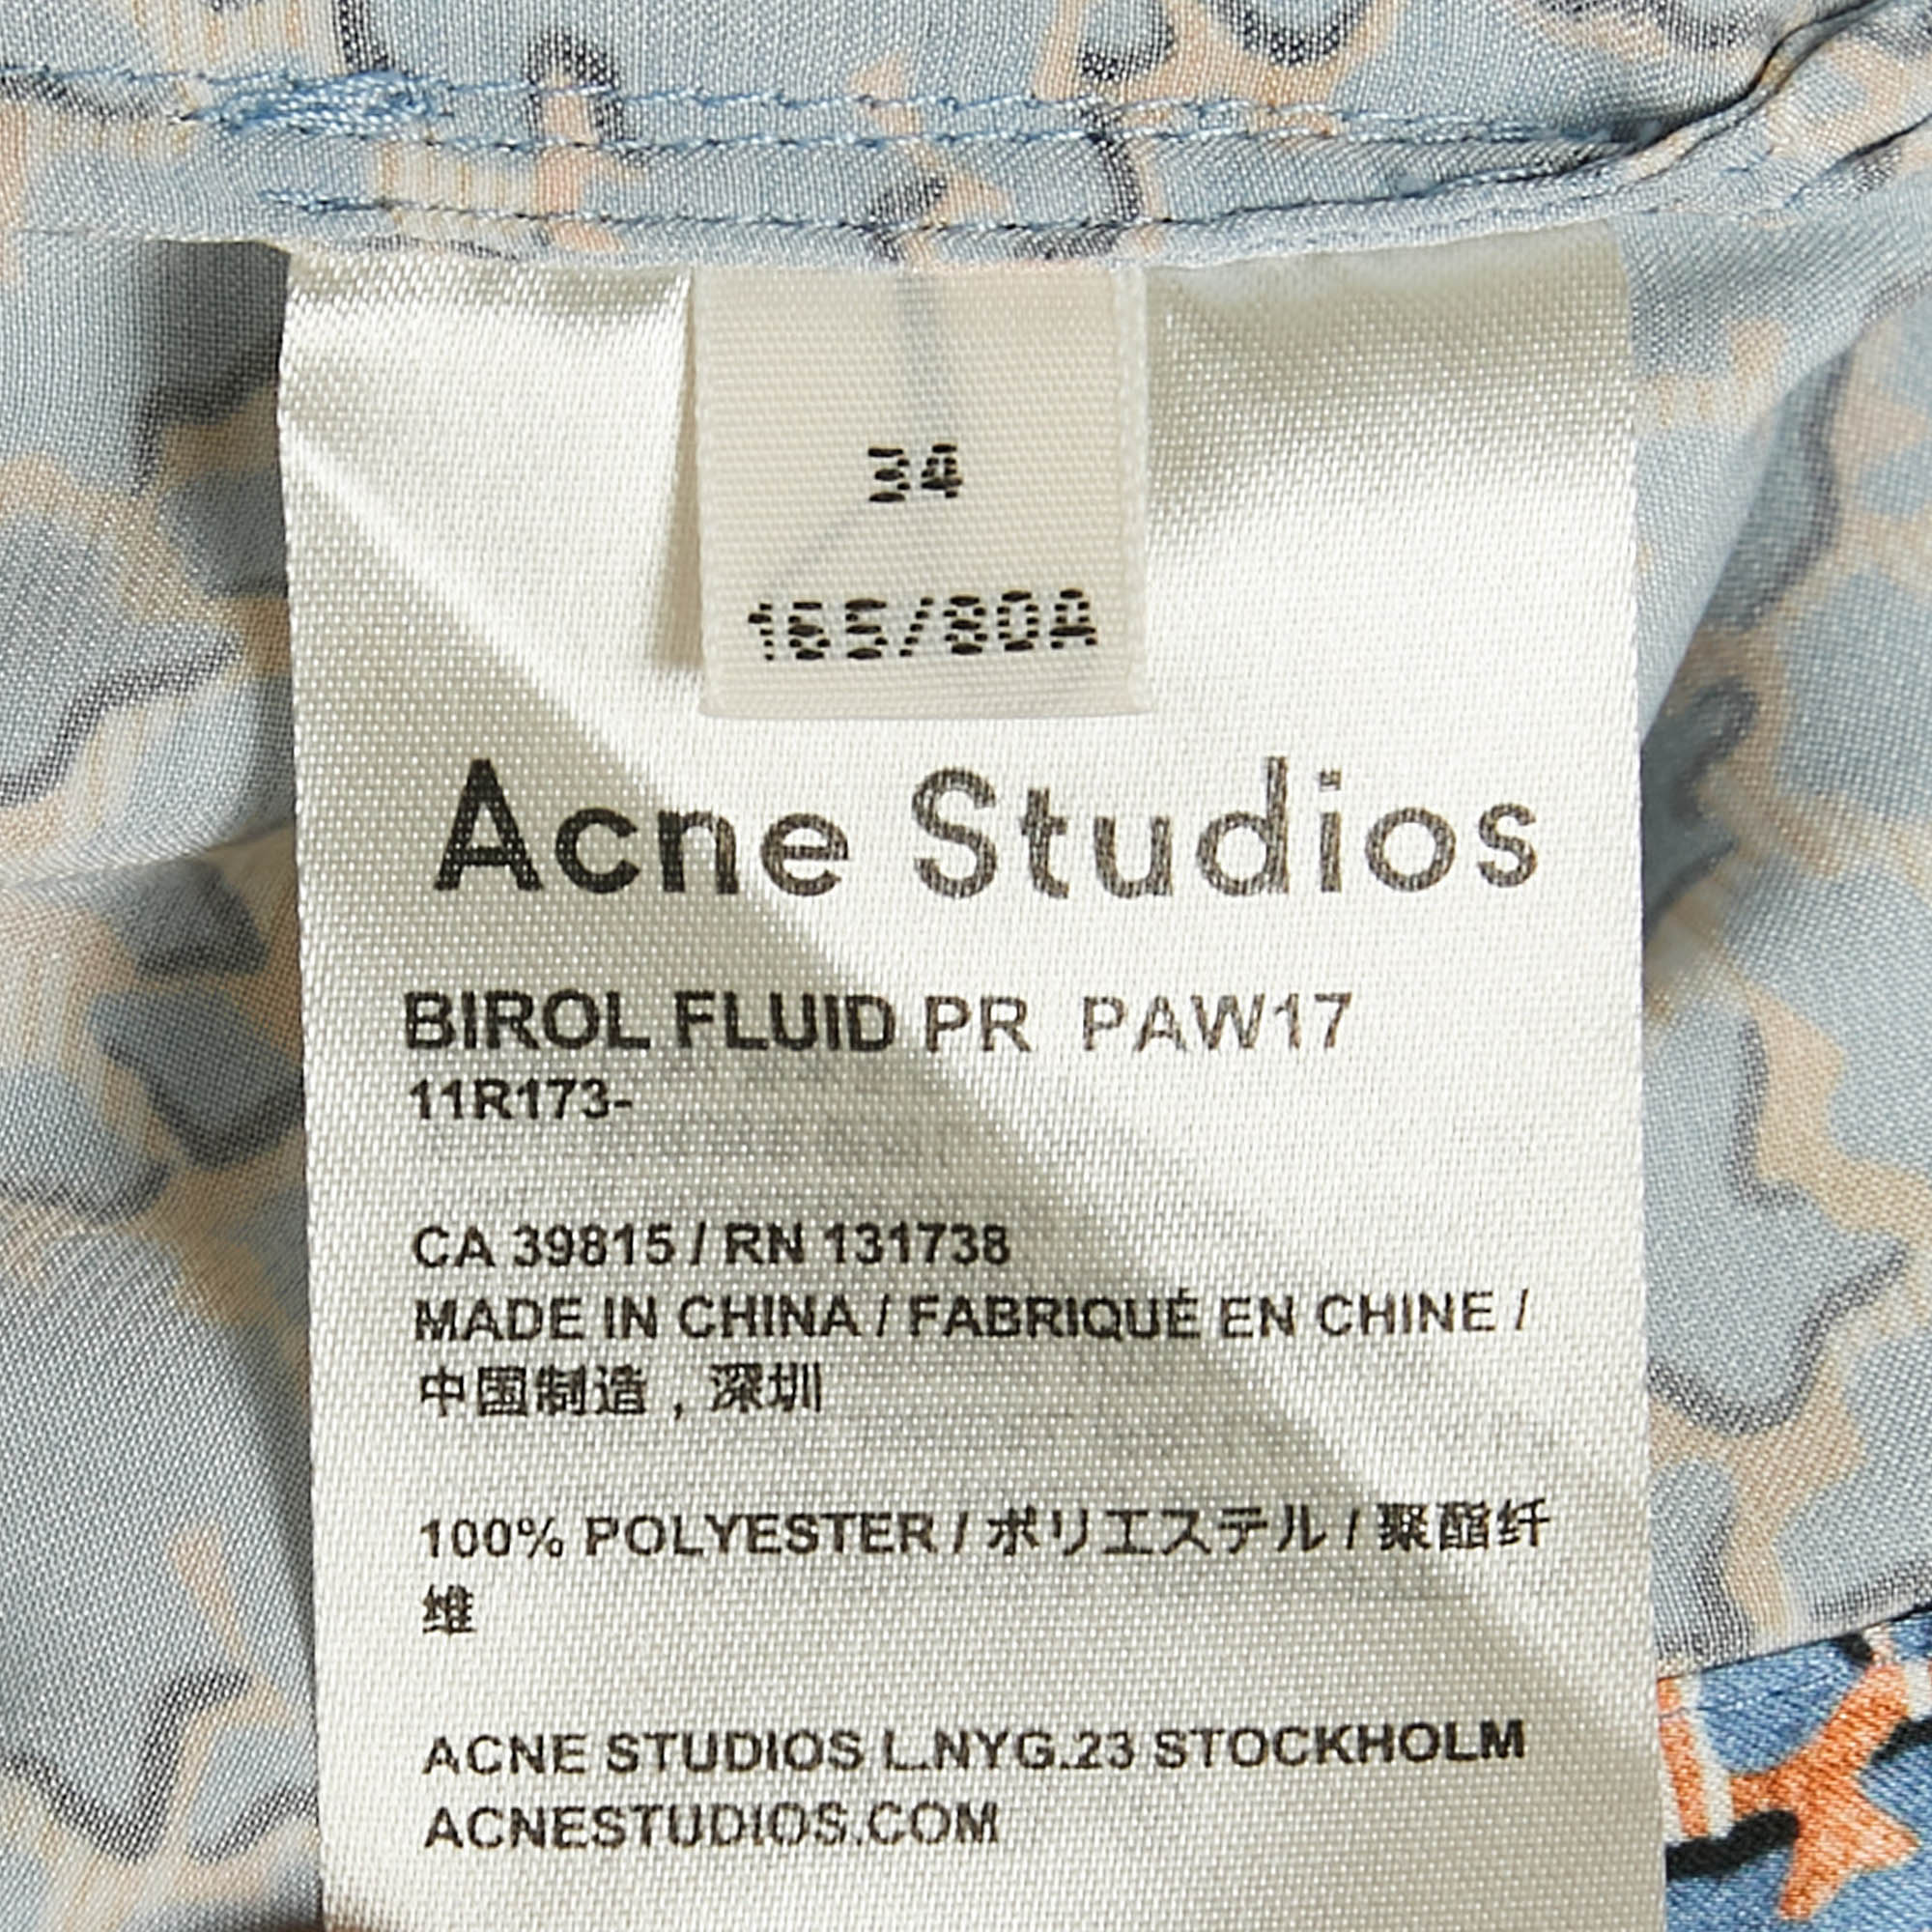 34
165/80A
Acne Studios
BIROL FLUID PR PAW17
11R173-
CA 39815 / RN 131738
MADE IN CHINA / FABRIQUÉ EN CHINE /
中国制造 , 深圳
100% POLYESTER / ポリエステル / 聚酯纤
维
ACNE STUDIOS L.NYG.23 STOCKHOLM
ACNESTUDIOS.COM